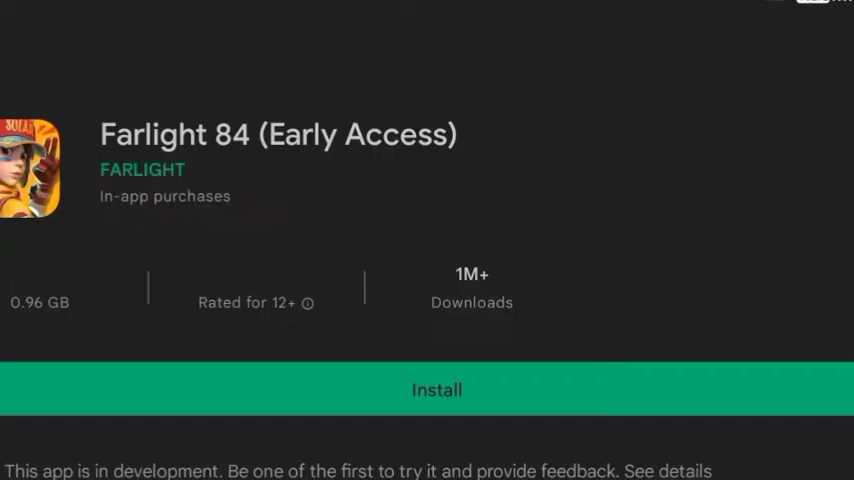 SOLAR
Farlight 84 (Early Access)
FARLIGHT
In-app purchases
1M+
0.96 GB
Rated for 12+
Downloads
Install
This app is in development. Be one of the first to try it and provide feedback. See details